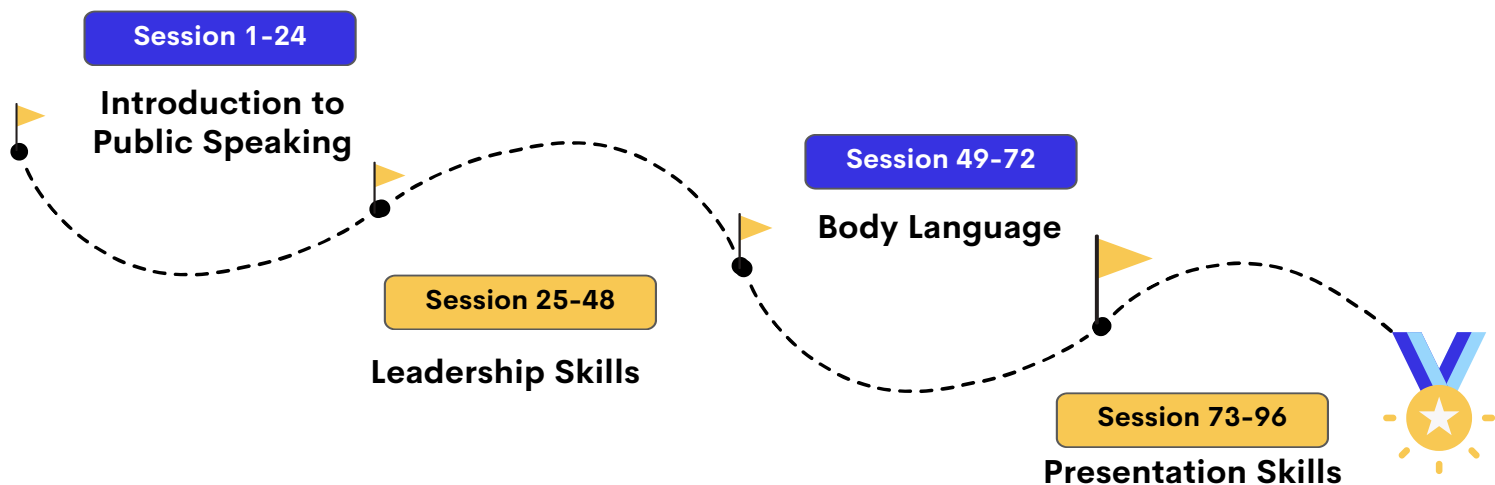 Session 1-24
Introduction to
Public Speaking
Session 25-48
Leadership Skills
Session 49-72
Body Language
Session 73-96
Presentation Skills